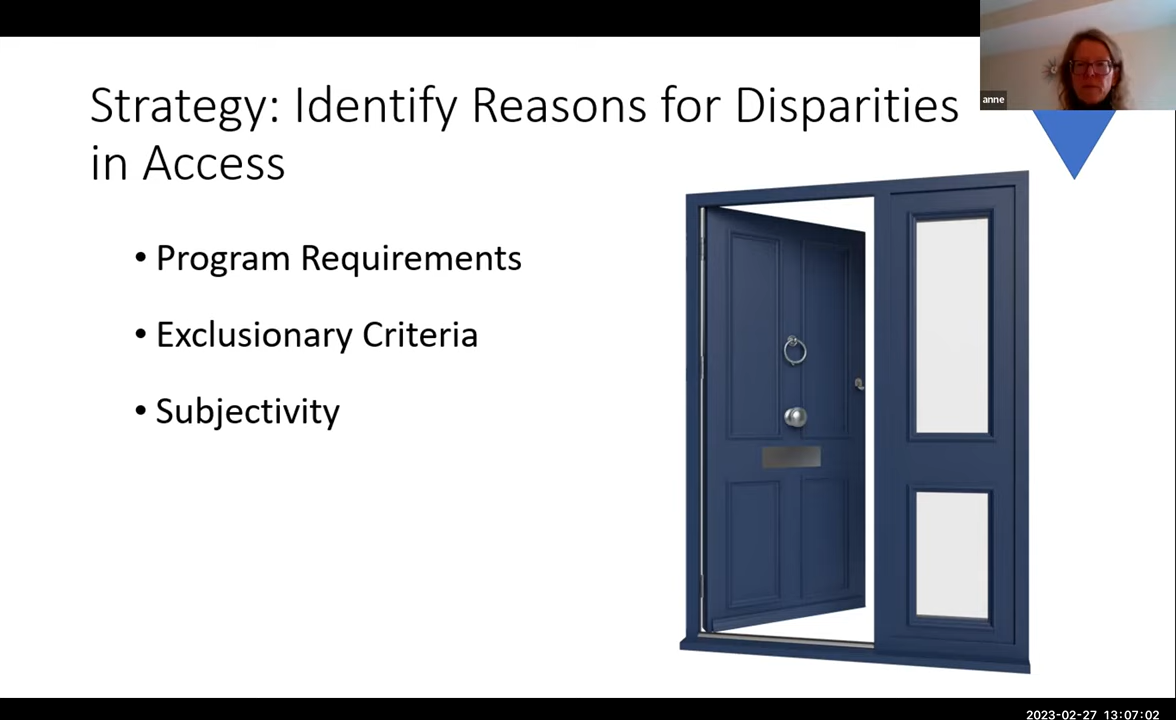 anne
Strategy: Identify Reasons for Disparities
in Access
• Program Requirements
• Exclusionary Criteria
• Subjectivity
2023-02-27 13:07:02